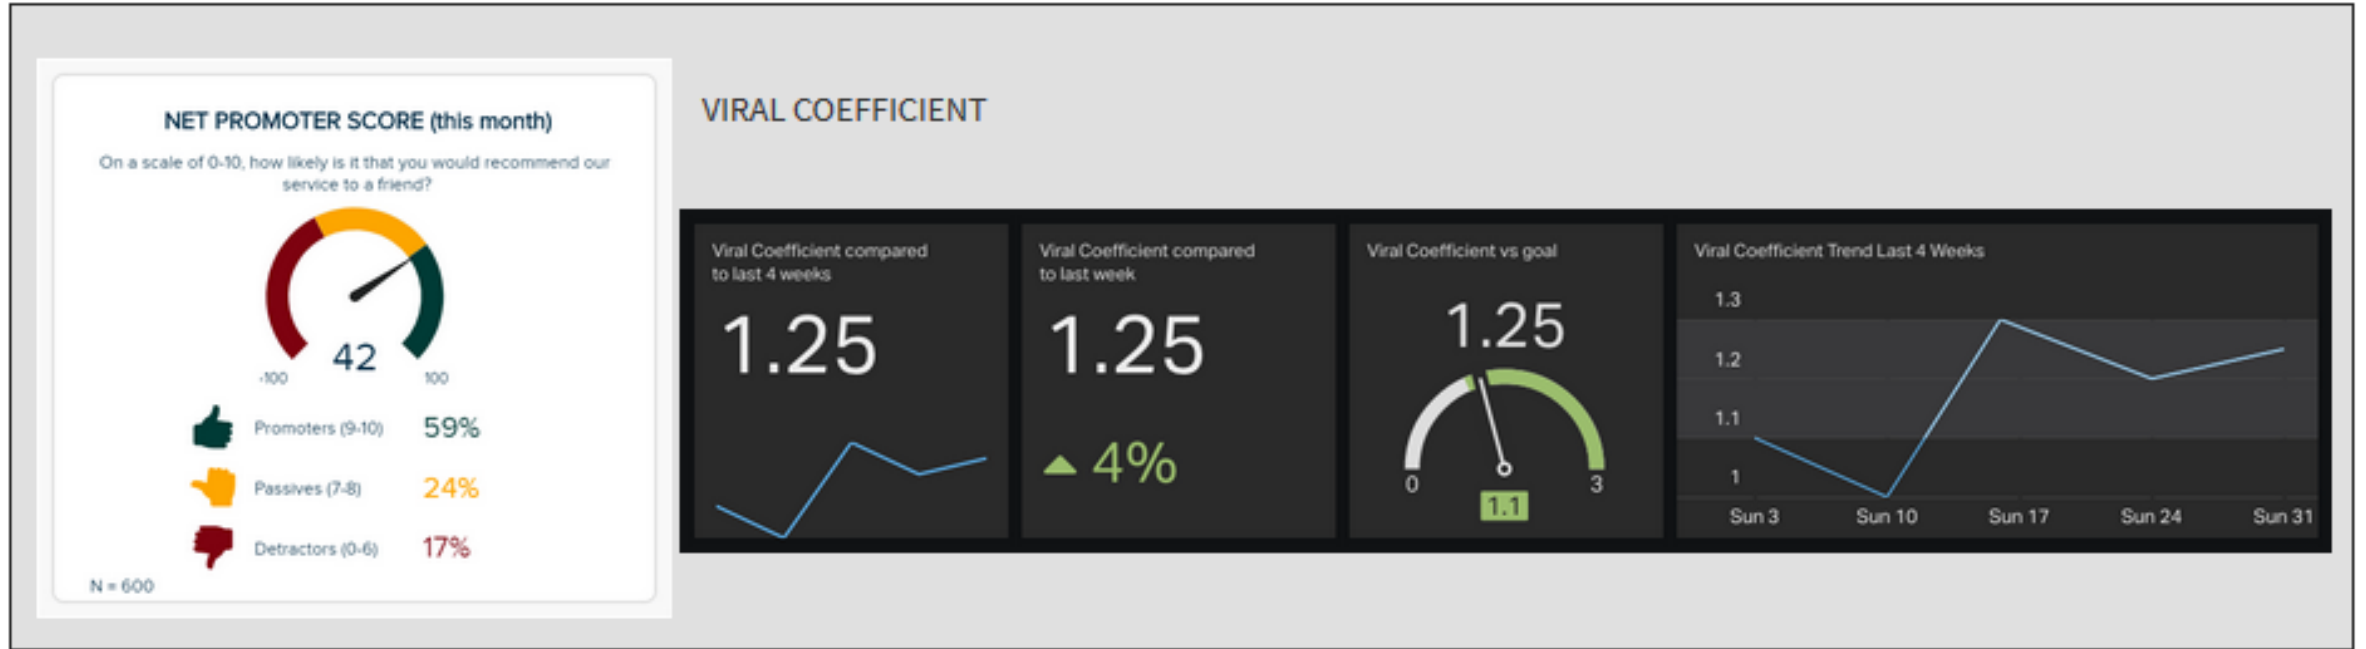 NET PROMOTER SCORE (this month)
On a scale of 0-10, how likely is it that you would recommend our
service to a friend?
42
-100
100
Promoters (9-10) 59%
Passives (7-8) 24%
Detractors (0-6) 17%
N = 600
VIRAL COEFFICIENT
Viral Coefficient compared
to last 4 weeks
1.25
Viral Coefficient compared
to last week
1.25
4%
Viral Coefficient vs goal
1.25
0
3
1.1
Viral Coefficient Trend Last 4 Weeks
1.3
1.2
1.1
1
Sun 3 Sun 10 Sun 17 Sun 24 Sun 31